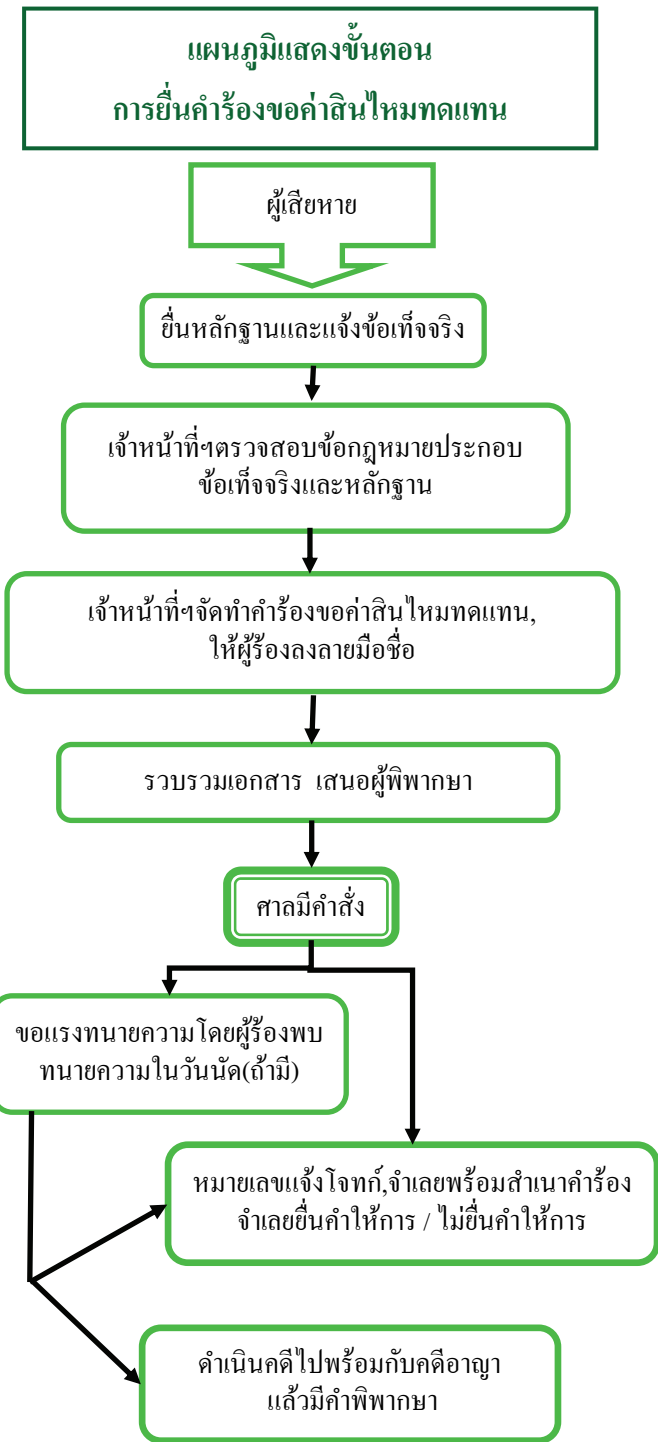 แผนภูมิแสดงขั้นตอน
การยื่นคำร้องขอค่าสินไหมทดแทน
ผู้เสียหาย
ยื่นหลักฐานและแจ้งข้อเท็จจริง
เจ้าหน้าที่ฯตรวจสอบข้อกฎหมายประกอบ
ข้อเท็จจริงและหลักฐาน
เจ้าหน้าที่ฯจัดทำคำร้องขอค่าสินไหมทดแทน,
ให้ผู้ร้องลงลายมือชื่อ
รวบรวมเอกสาร เสนอผู้พิพากษา
ศาลมีคำสั่ง
ขอแรงทนายความโดยผู้ร้องพบ
ทนายความในวันนัด(ถ้ามี)
หมายเลขแจ้งโจทก์,จำเลยพร้อมสำเนาคำร้อง
จำเลยยื่นคำให้การ / ไม่ยื่นคำให้การ
ดำเนินคดีไปพร้อมกับคดีอาญา
แล้วมีคำพิพากษา